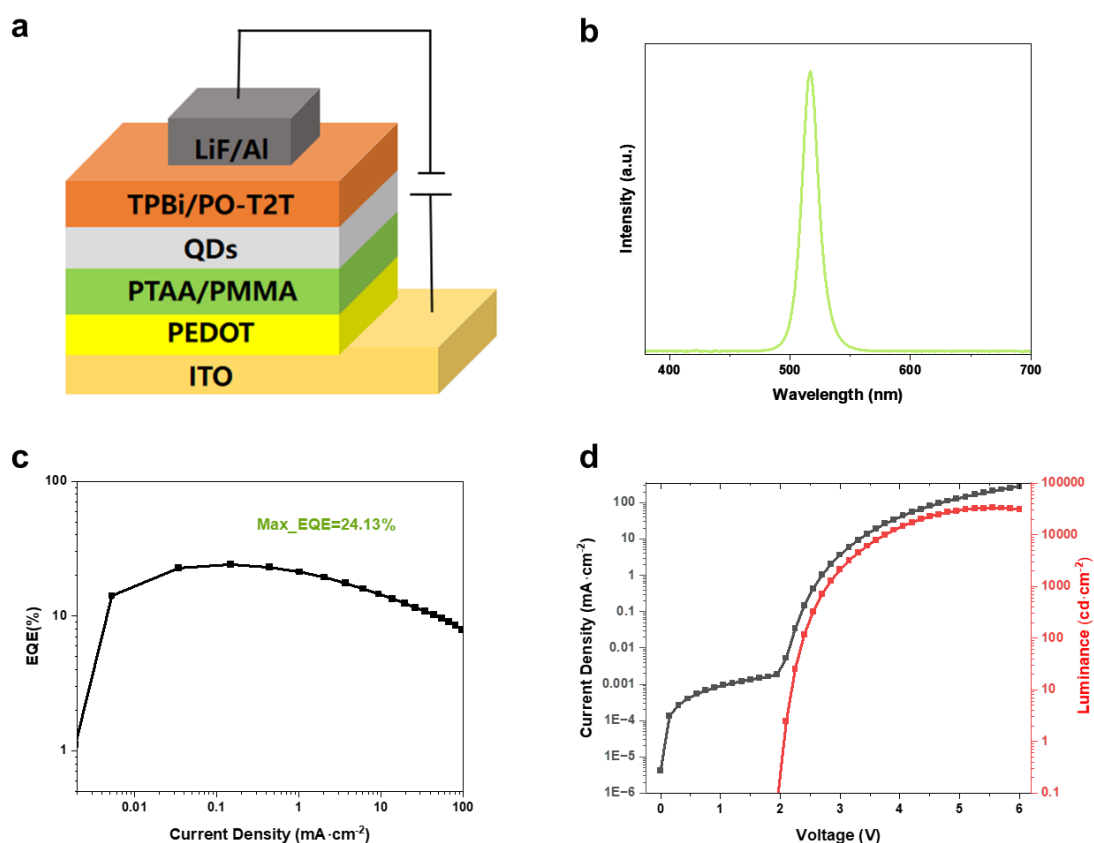 a
LiF/Al
TPBi/PO-T2T
QDs
PTAA/PMMA
PEDOT
ITO
b
Intensity (a.u.)
400
500
600
700
Wavelength (nm)
c
Max_EQE=24.13%
EQE(%)
100
10
1
0.01
0.1
1
10
100
Current Density (mA·cm⁻²)
d
Current Density (mA·cm⁻²)
100
10
1
0.1
0.01
0.001
1E−4
1E−5
1E−6
0
1
2
3
4
5
6
Voltage (V)
100000
10000
1000
100
10
1
0.1
Luminance (cd·cm⁻²)